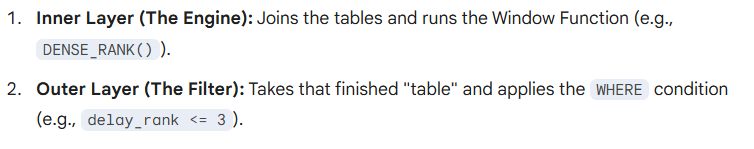 1. Inner Layer (The Engine): Joins the tables and runs the Window Function (e.g.,
DENSE_RANK() ).
2. Outer Layer (The Filter): Takes that finished "table" and applies the WHERE condition
(e.g., delay_rank <= 3 ).